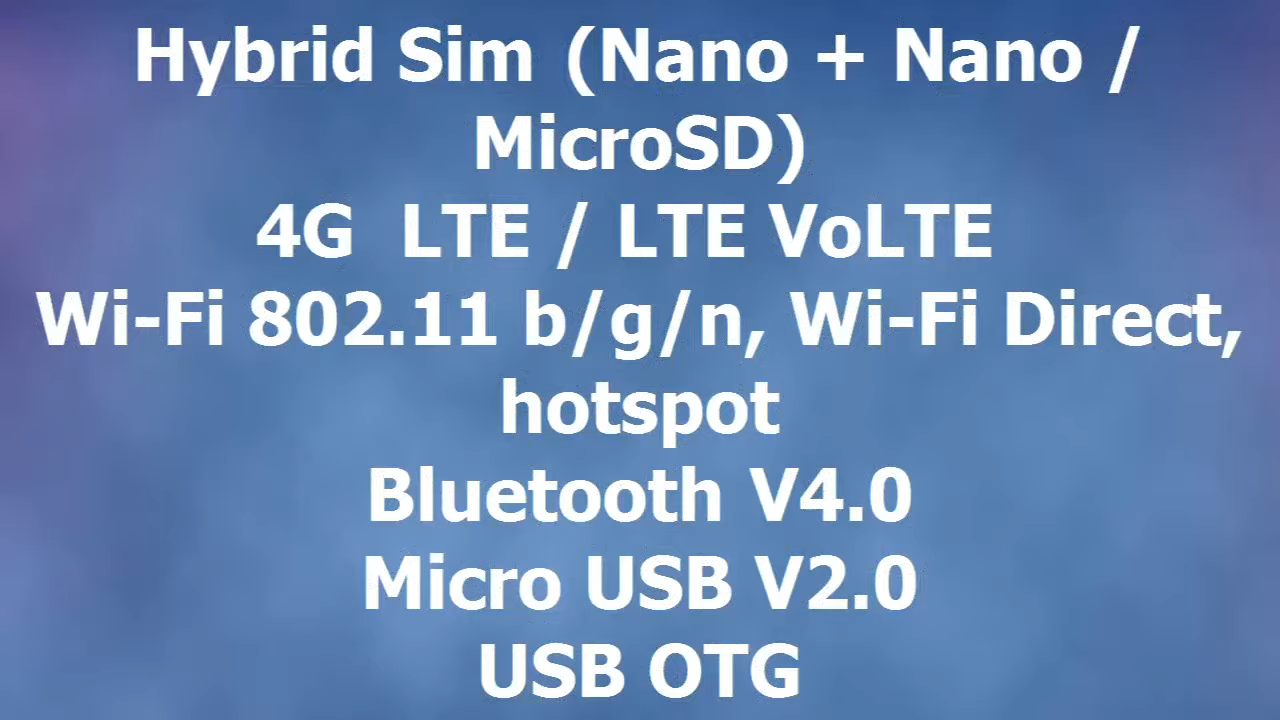 Hybrid Sim (Nano + Nano /
MicroSD)
4G LTE / LTE VoLTE
Wi-Fi 802.11 b/g/n, Wi-Fi Direct,
hotspot
Bluetooth V4.0
Micro USB V2.0
USB OTG